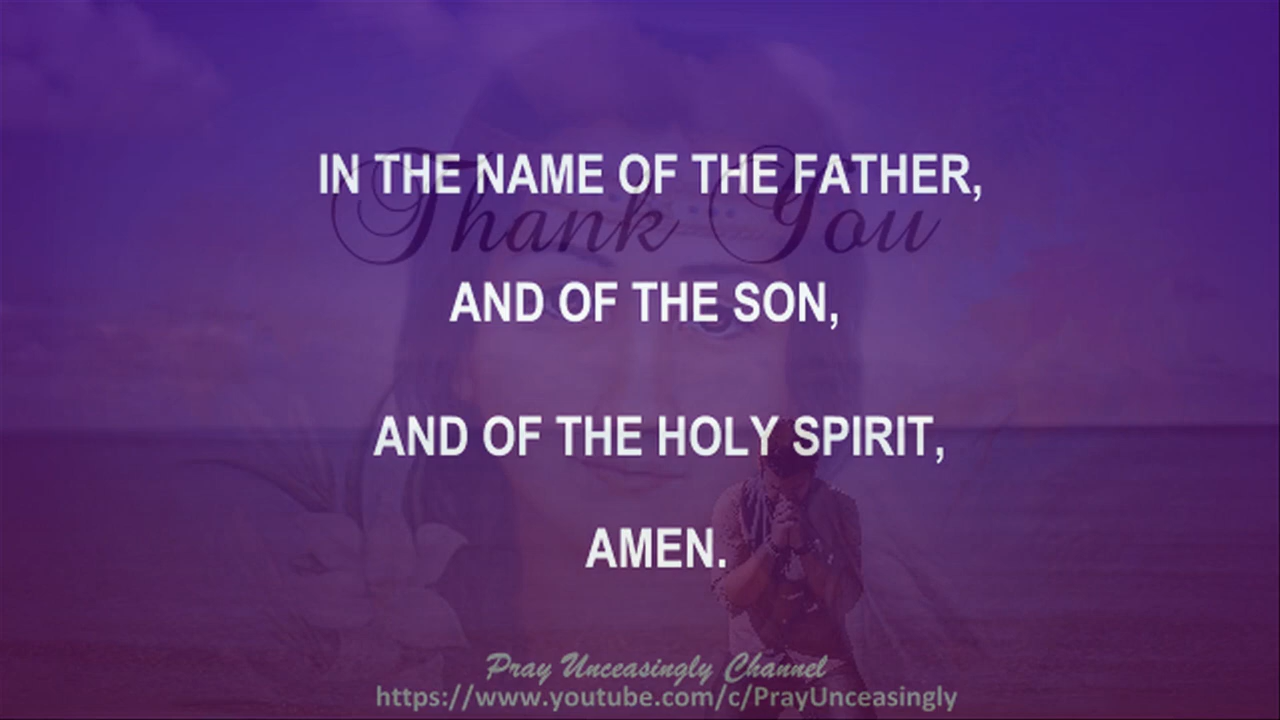 IN THE NAME OF THE FATHER,
Thank You
AND OF THE SON,
AND OF THE HOLY SPIRIT,
AMEN.
Pray Unceasingly Channel
https://www.youtube.com/c/PrayUnceasingly